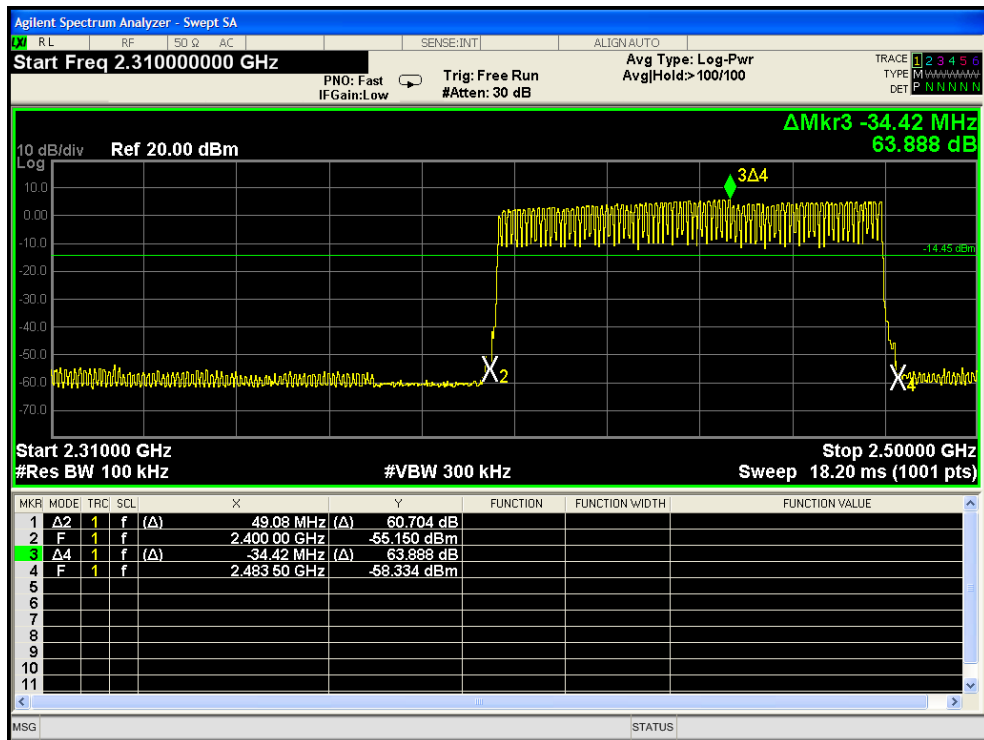 Agilent Spectrum Analyzer - Swept SA
LXI RL RF 50 Ω AC SENSE:INT ALIGNAUTO
Start Freq 2.310000000 GHz
PNO: Fast
IFGain:Low
Trig: Free Run
#Atten: 30 dB
Avg Type: Log-Pwr
Avg|Hold:> 100/100
TRACE 1 2 3 4 5 6
TYPE M
DET P N N N N N
ΔMkr3 -34.42 MHz
63.888 dB
10 dB/div Ref 20.00 dBm
Log
10.0
0.00
-10.0
-20.0
-30.0
-40.0
-50.0
-60.0
-70.0
3Δ4
-14.45 dBm
2
4
Start 2.31000 GHz Stop 2.50000 GHz
#Res BW 100 kHz #VBW 300 kHz Sweep 18.20 ms (1001 pts)
MKR MODE TRC SCL X Y FUNCTION FUNCTION WIDTH FUNCTION VALUE
1 Δ2 1 f (Δ) 49.08 MHz (Δ) 60.704 dB
2 F 1 f 2.400 00 GHz -55.150 dBm
3 Δ4 1 f (Δ) -34.42 MHz (Δ) 63.888 dB
4 F 1 f 2.483 50 GHz -58.334 dBm
5
6
7
8
9
10
11
MSG STATUS